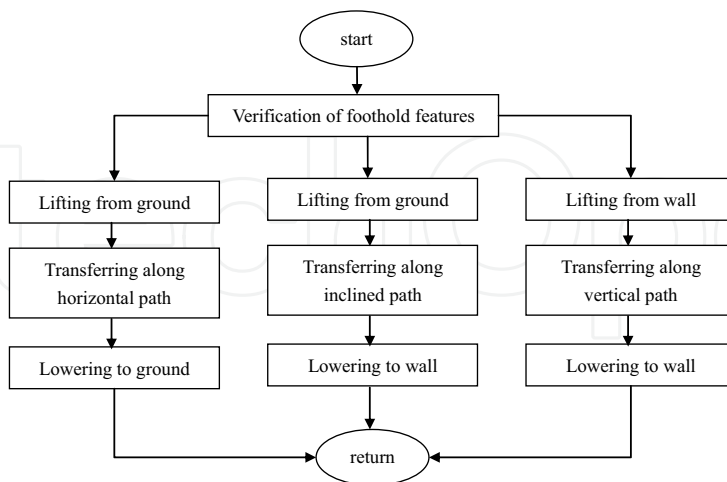 start
Verification of foothold features
Lifting from ground
Transferring along
horizontal path
Lowering to ground
Lifting from ground
Transferring along
inclined path
Lowering to wall
Lifting from wall
Transferring along
vertical path
Lowering to wall
return